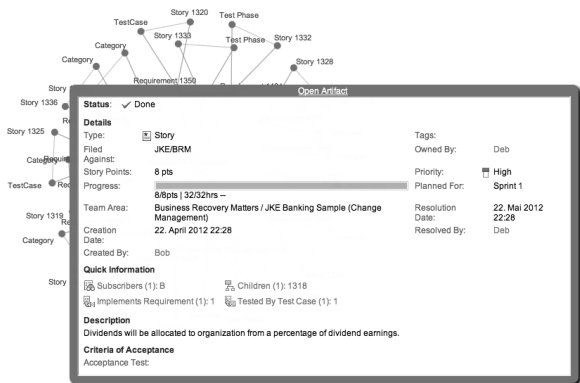 Story 1320
Test Phase
TestCase
Story 1333
Test Phase
Story 1332
Category
Category
Story 1328
Requirement 1350
Open Artifact
Story
Status: Done
Story 1336
Details
Type: Story Tags:
Story 1325
Filed Against: JKE/BRM Owned By: Deb
Category
Story Points: 8 pts Priority: High
TestCase
Progress: 8/8pts | 32/32hrs -- Planned For: Sprint 1
Team Area: Business Recovery Matters / JKE Banking Sample (Change Management) Resolution Date: 22. Mai 2012 22:28
Story 1319
Creation Date: 22. April 2012 22:28 Resolved By: Deb
Category
Created By: Bob
Quick Information
Story
Subscribers (1): B Children (1): 1318
Implements Requirement (1): 1 Tested By Test Case (1): 1
Description
Dividends will be allocated to organization from a percentage of dividend earnings.
Criteria of Acceptance
Acceptance Test: